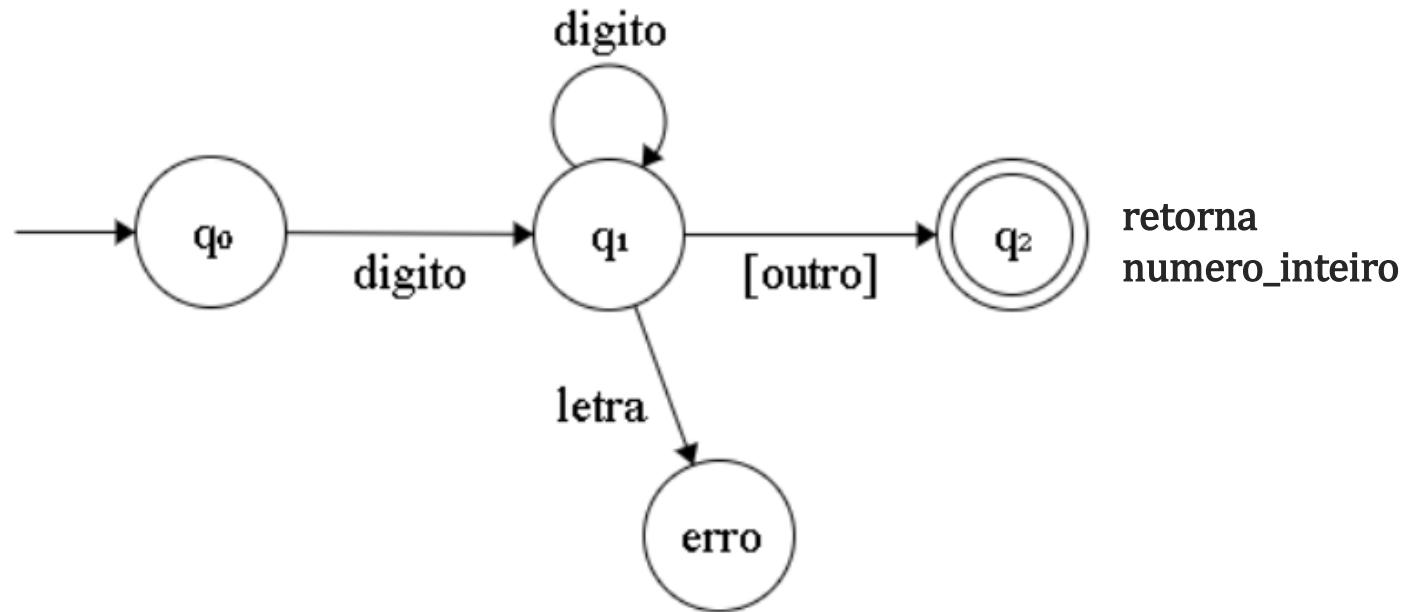 digito
q₀
digito
q₁
[outro]
q₂
retorna
numero_inteiro
letra
erro